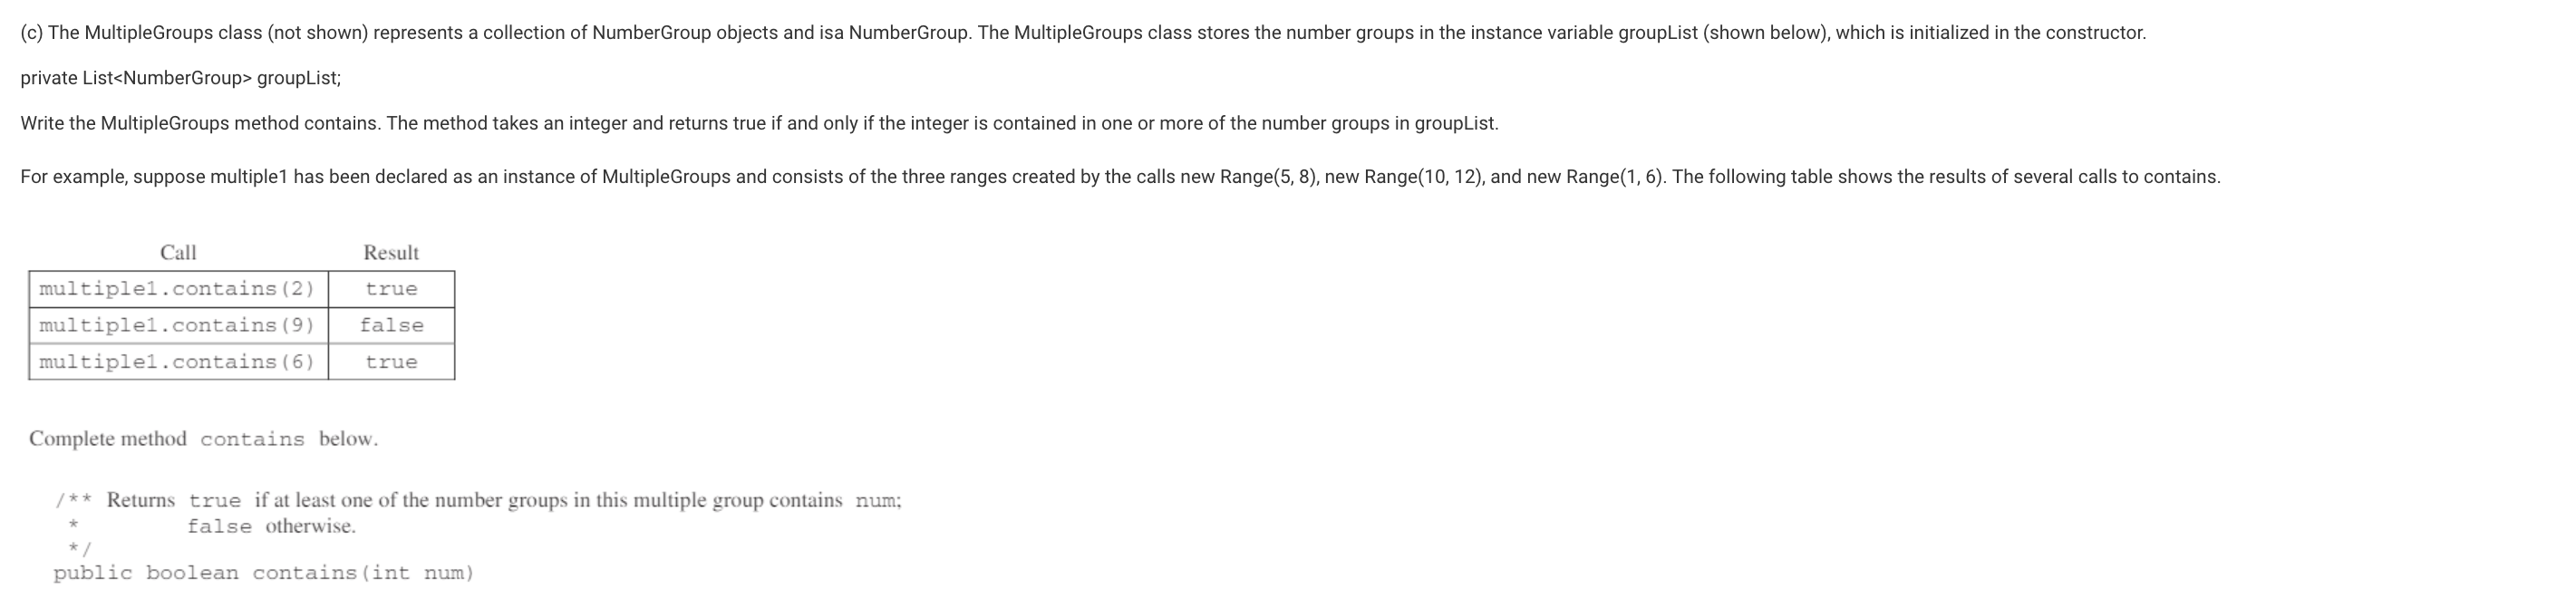 (c) The MultipleGroups class (not shown) represents a collection of NumberGroup objects and isa NumberGroup. The MultipleGroups class stores the number groups in the instance variable groupList (shown below), which is initialized in the constructor.
private List<NumberGroup> groupList;
Write the MultipleGroups method contains. The method takes an integer and returns true if and only if the integer is contained in one or more of the number groups in groupList.
For example, suppose multiple1 has been declared as an instance of MultipleGroups and consists of the three ranges created by the calls new Range(5, 8), new Range(10, 12), and new Range(1, 6). The following table shows the results of several calls to contains.
Call Result
multiple1.contains(2) true
multiple1.contains(9) false
multiple1.contains(6) true
Complete method contains below.
/** Returns true if at least one of the number groups in this multiple group contains num;
* false otherwise.
*/
public boolean contains(int num)